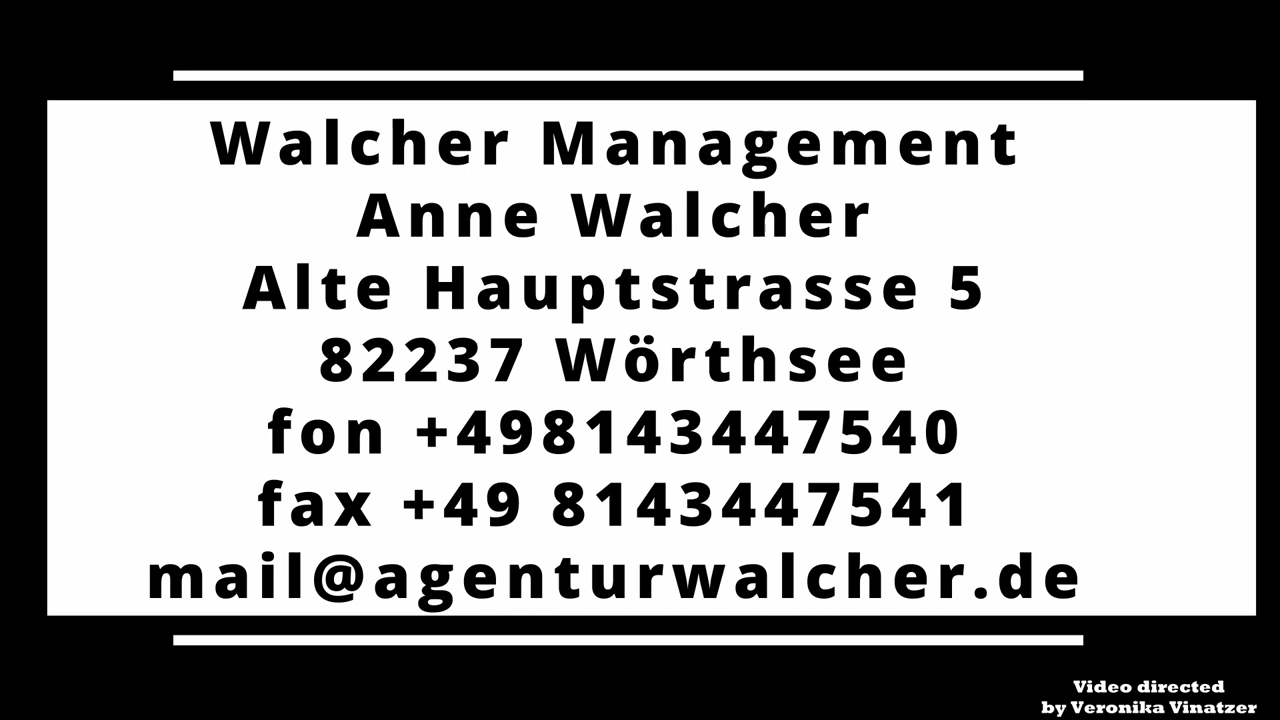 Walcher Management
Anne Walcher
Alte Hauptstrasse 5
82237 Wörthsee
fon +498143447540
fax +49 8143447541
mail@agenturwalcher.de
Video directed
by Veronika Vinatzer